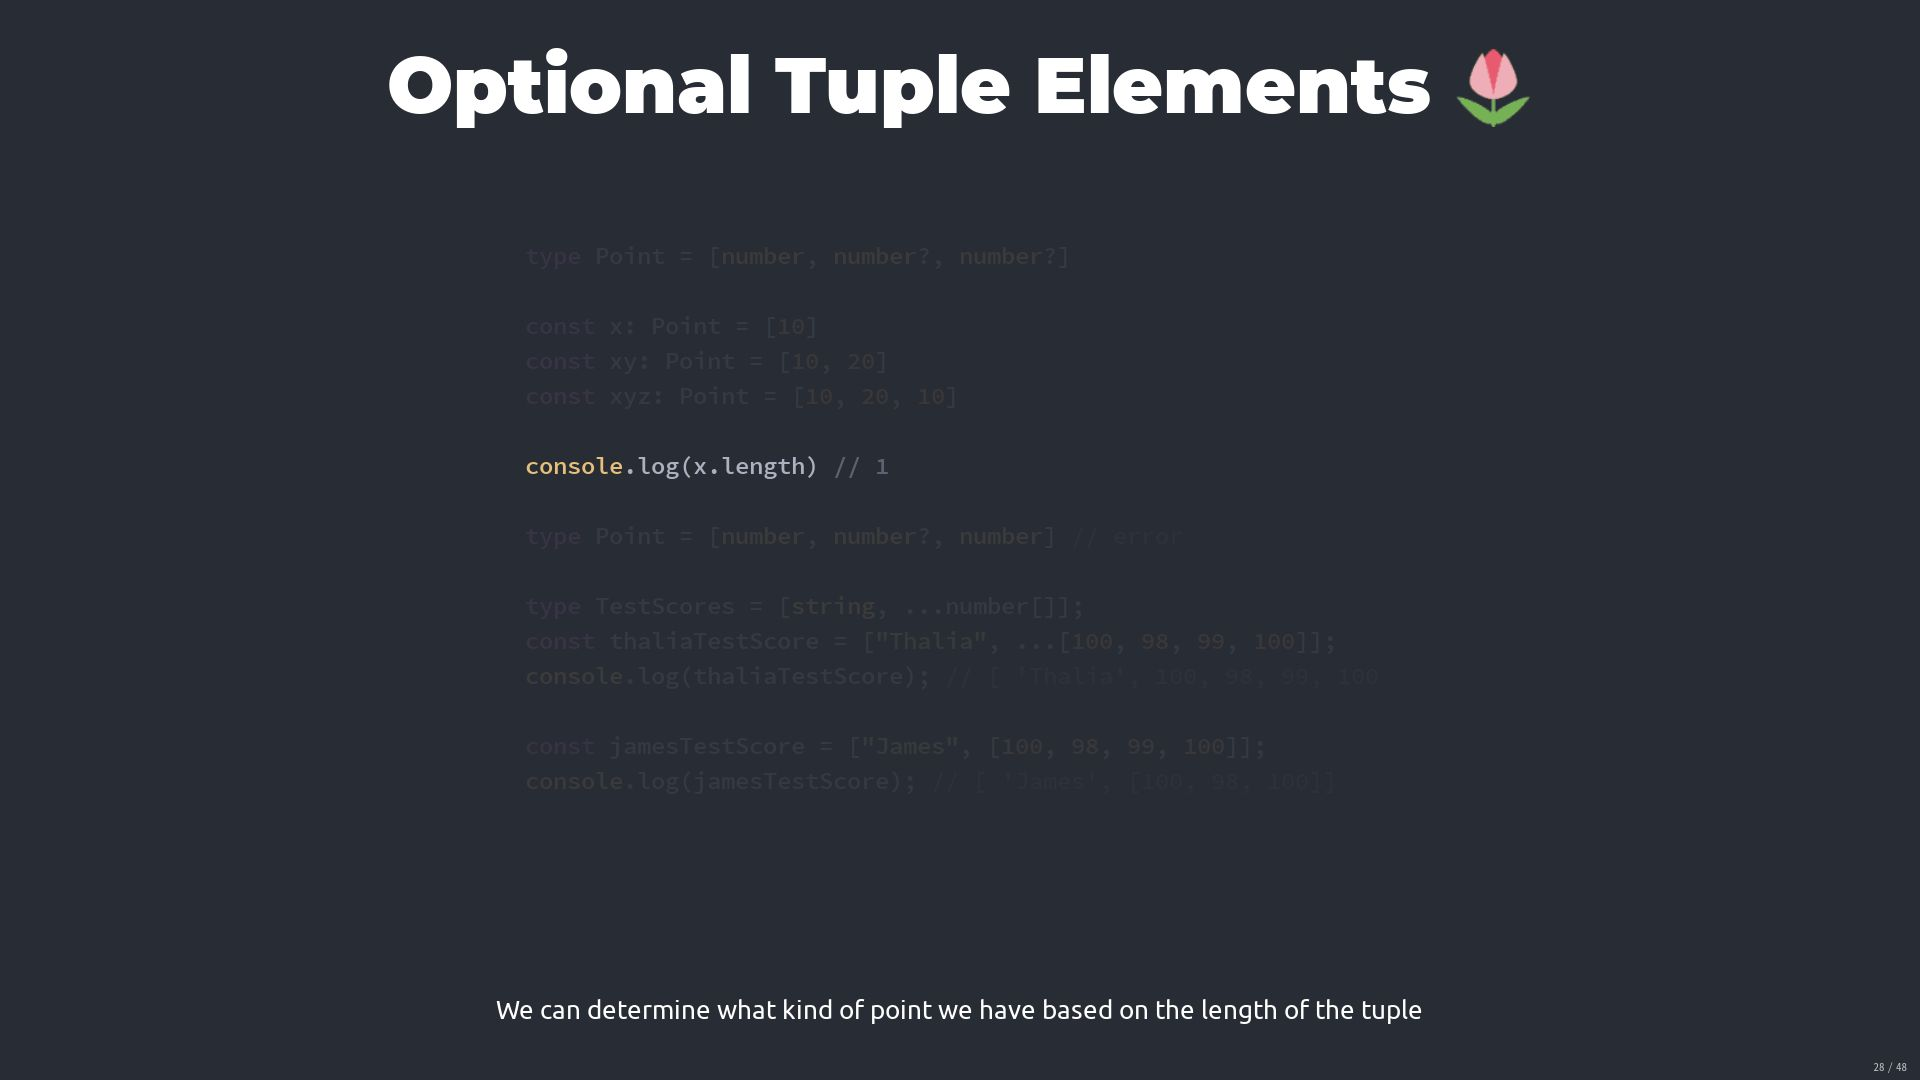 Optional Tuple Elements
type Point = [number, number?, number?]
const x: Point = [10]
const xy: Point = [10, 20]
const xyz: Point = [10, 20, 10]
console.log(x.length) // 1
type Point = [number, number?, number] // error
type TestScores = [string, ...number[]];
const thaliaTestScore = ["Thalia", ...[100, 98, 99, 100]];
console.log(thaliaTestScore); // [ 'Thalia', 100, 98, 99, 100
const jamesTestScore = ["James", [100, 98, 99, 100]];
console.log(jamesTestScore); // [ 'James', [100, 98, 100]]
We can determine what kind of point we have based on the length of the tuple
28 / 48